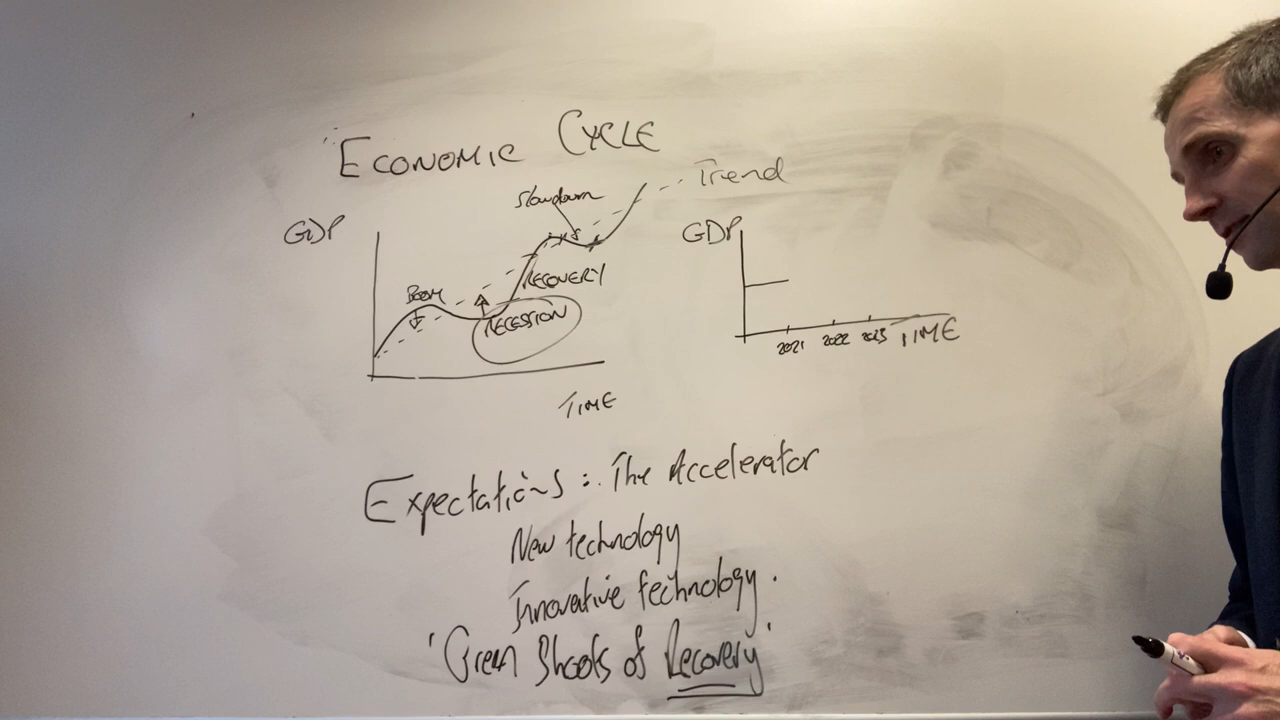 ECONOMIC CYCLE
Trend
Slowdown
GDP
BOOM
RECOVERY
RECESSION
TIME
GDP
2021 2022 2023 TIME
Expectations : The Accelerator
New technology
Innovative technology.
'Green Shoots of Recovery'